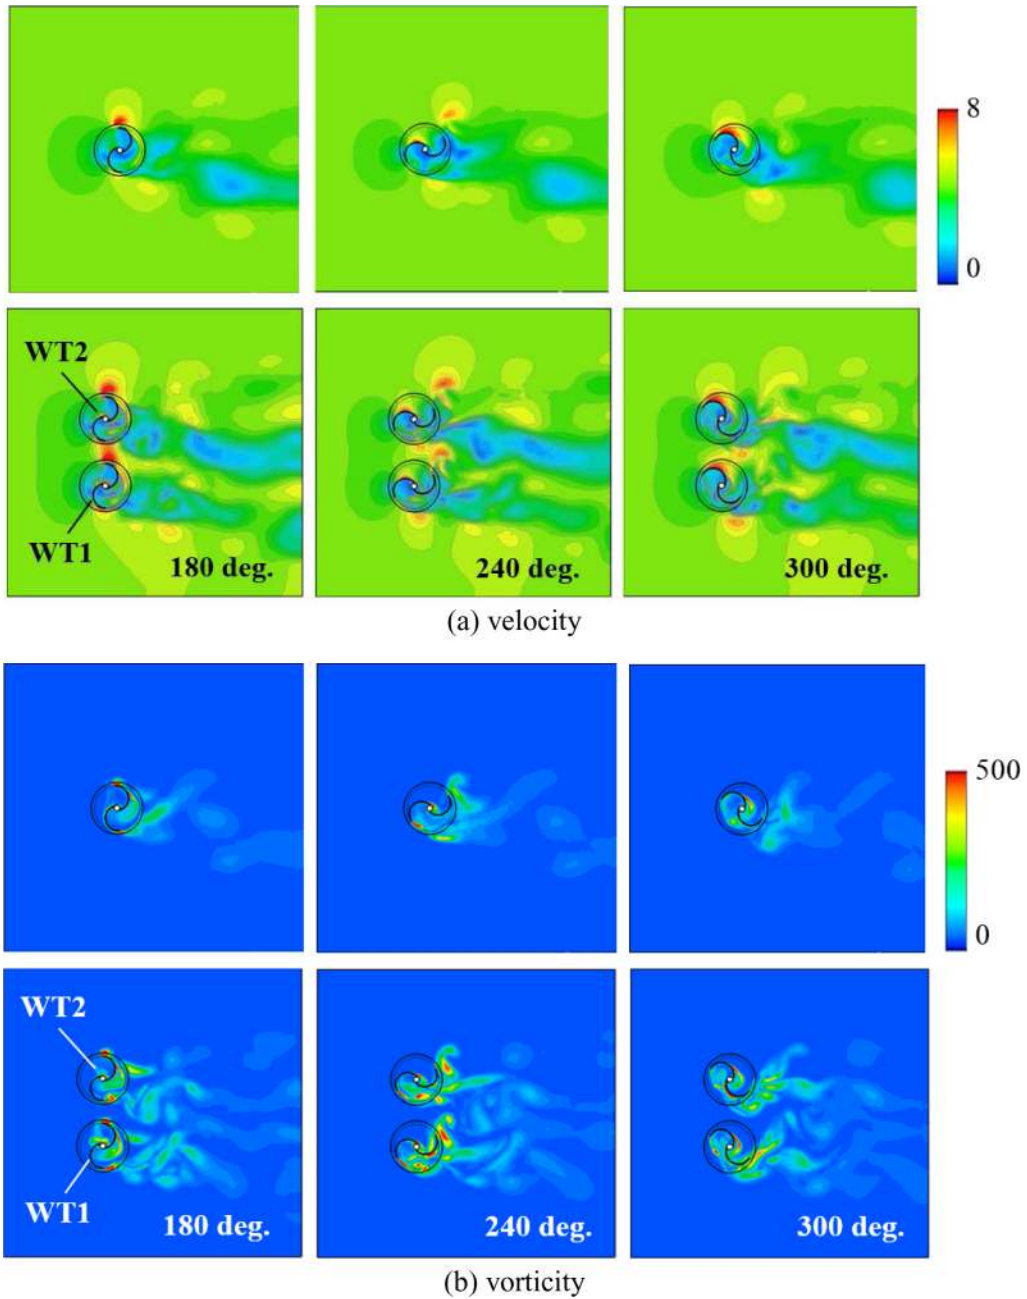 8
0
WT2
WT1
180 deg.
240 deg.
300 deg.
(a) velocity
500
0
WT2
WT1
180 deg.
240 deg.
300 deg.
(b) vorticity